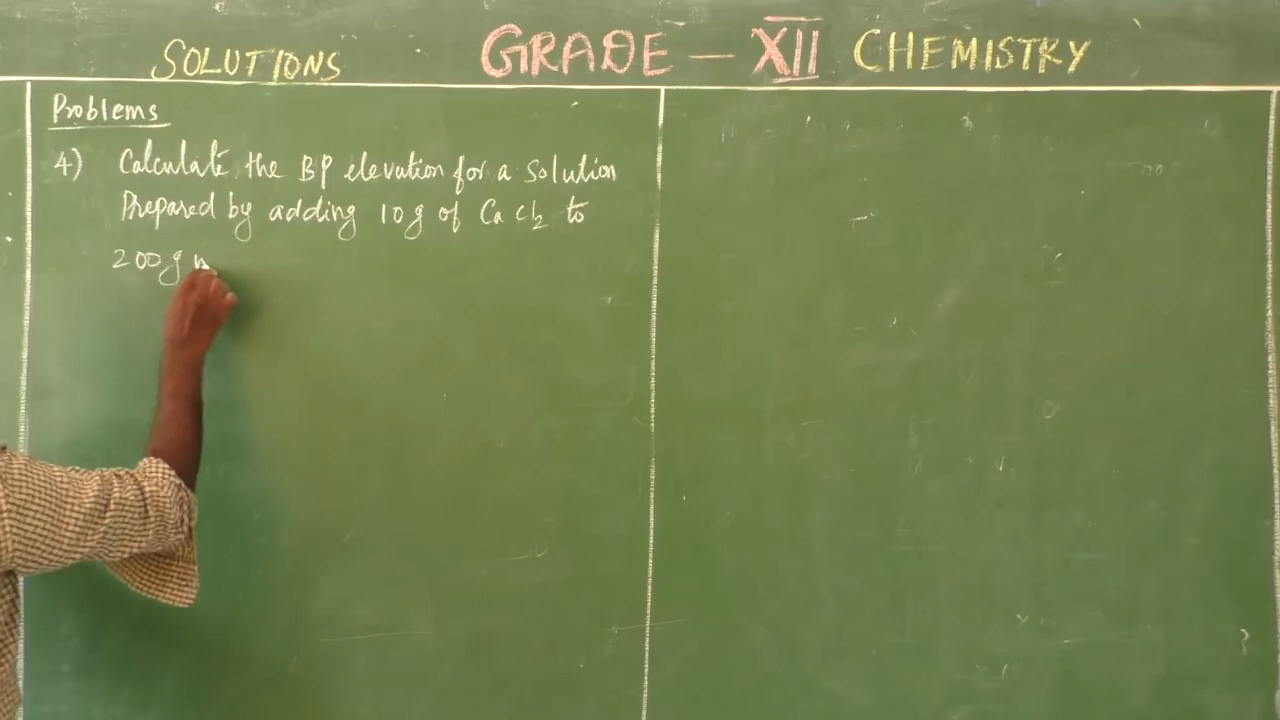 SOLUTIONS GRADE — XII CHEMISTRY
Problems
4) Calculate the BP elevation for a solution
Prepared by adding 10g of CaCl2 to
200g